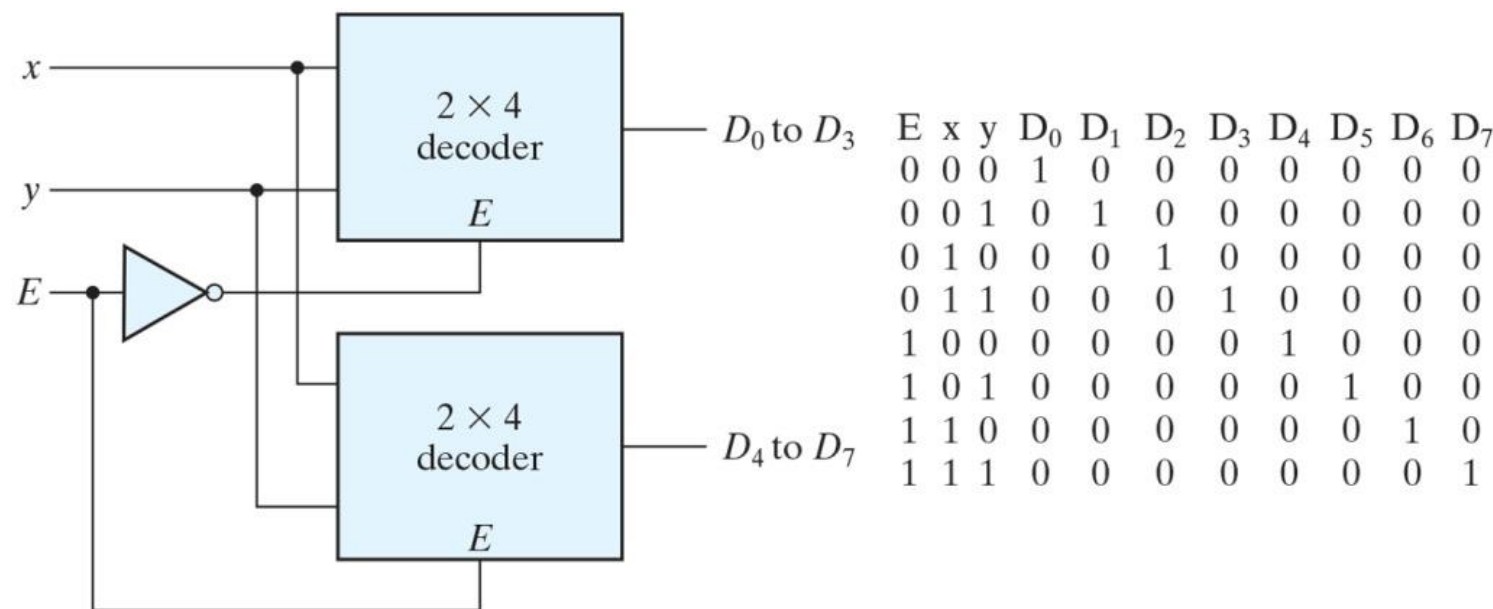 x
y
E
2 × 4
decoder
E
D₀ to D₃
2 × 4
decoder
E
D₄ to D₇
E x y D₀ D₁ D₂ D₃ D₄ D₅ D₆ D₇
0 0 0 1 0 0 0 0 0 0 0
0 0 1 0 1 0 0 0 0 0 0
0 1 0 0 0 1 0 0 0 0 0
0 1 1 0 0 0 1 0 0 0 0
1 0 0 0 0 0 0 1 0 0 0
1 0 1 0 0 0 0 0 1 0 0
1 1 0 0 0 0 0 0 0 1 0
1 1 1 0 0 0 0 0 0 0 1